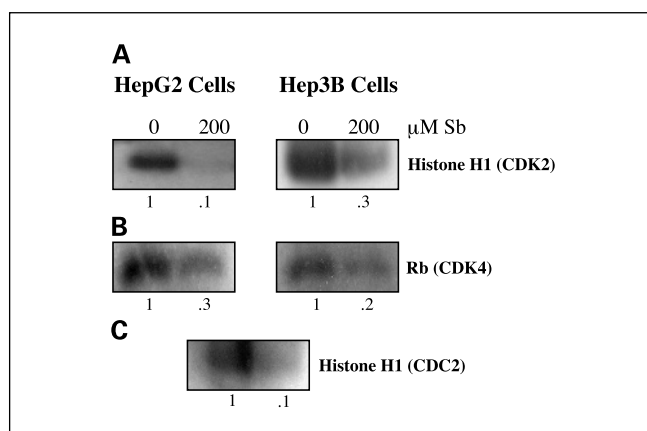 A
HepG2 Cells Hep3B Cells
0 200 0 200 μM Sb
Histone H1 (CDK2)
1 .1 1 .3
B
Rb (CDK4)
1 .3 1 .2
C
Histone H1 (CDC2)
1 .1